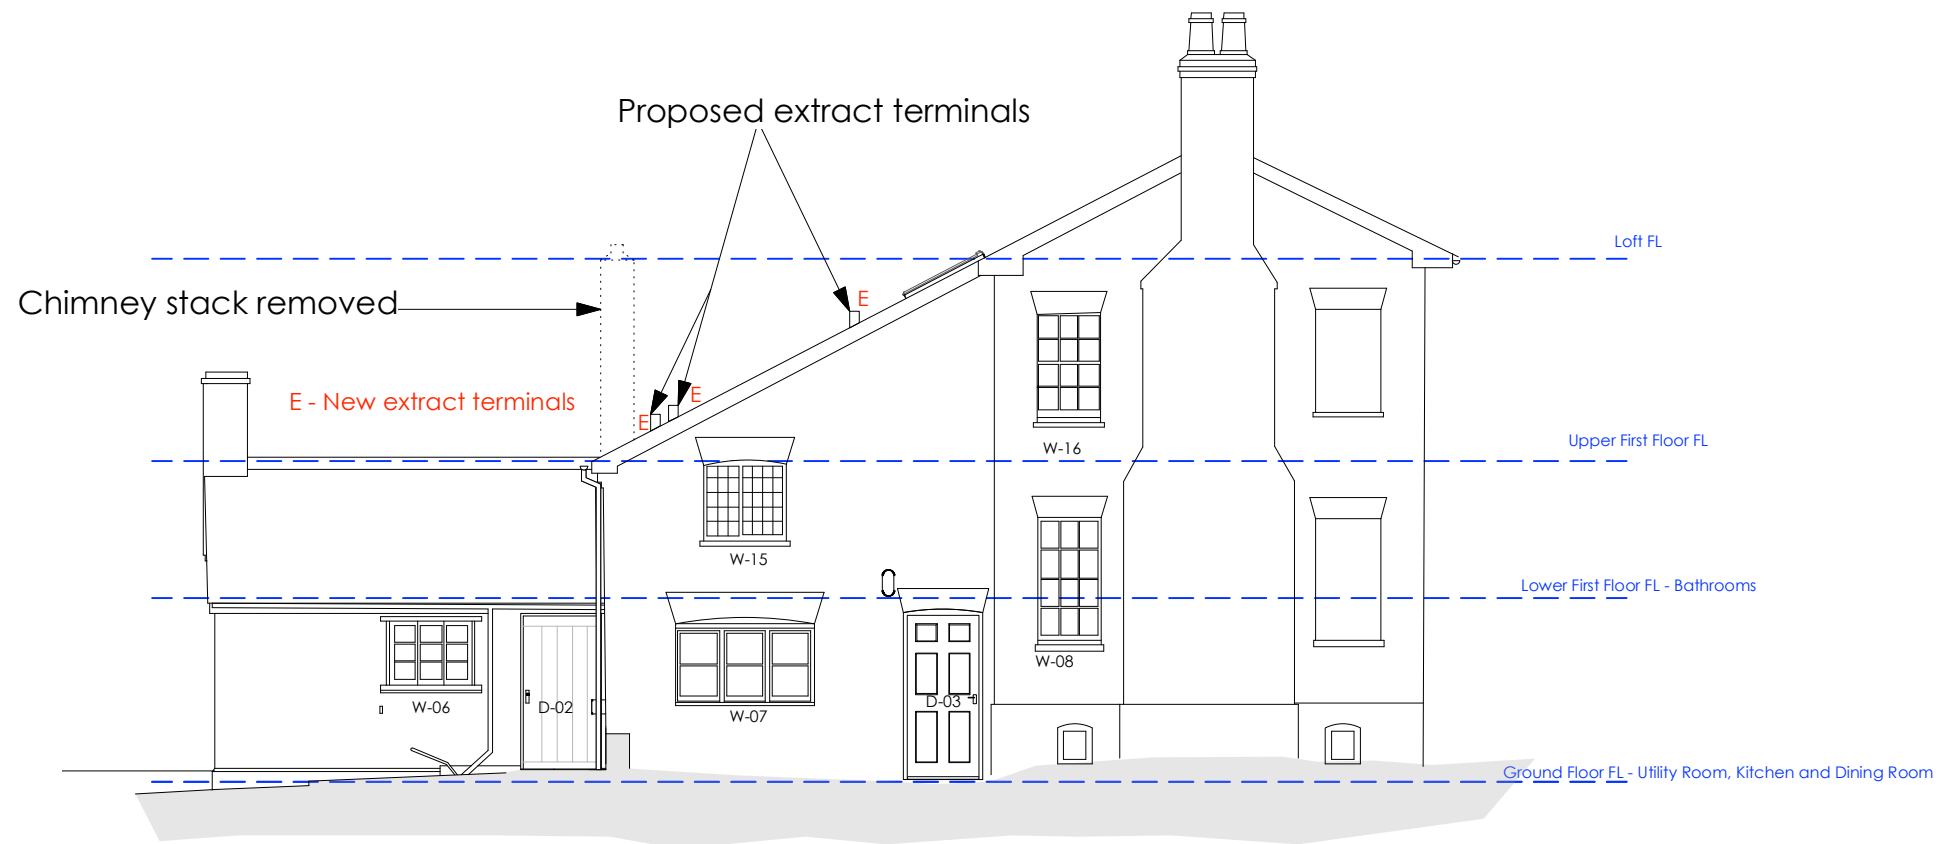 Proposed extract terminals
Loft FL
E
Chimney stack removed
E - New extract terminals
E
E
Upper First Floor FL
W-16
W-15
Lower First Floor FL - Bathrooms
W-08
W-06
D-02
W-07
D-03
Ground Floor FL - Utility Room, Kitchen and Dining Room